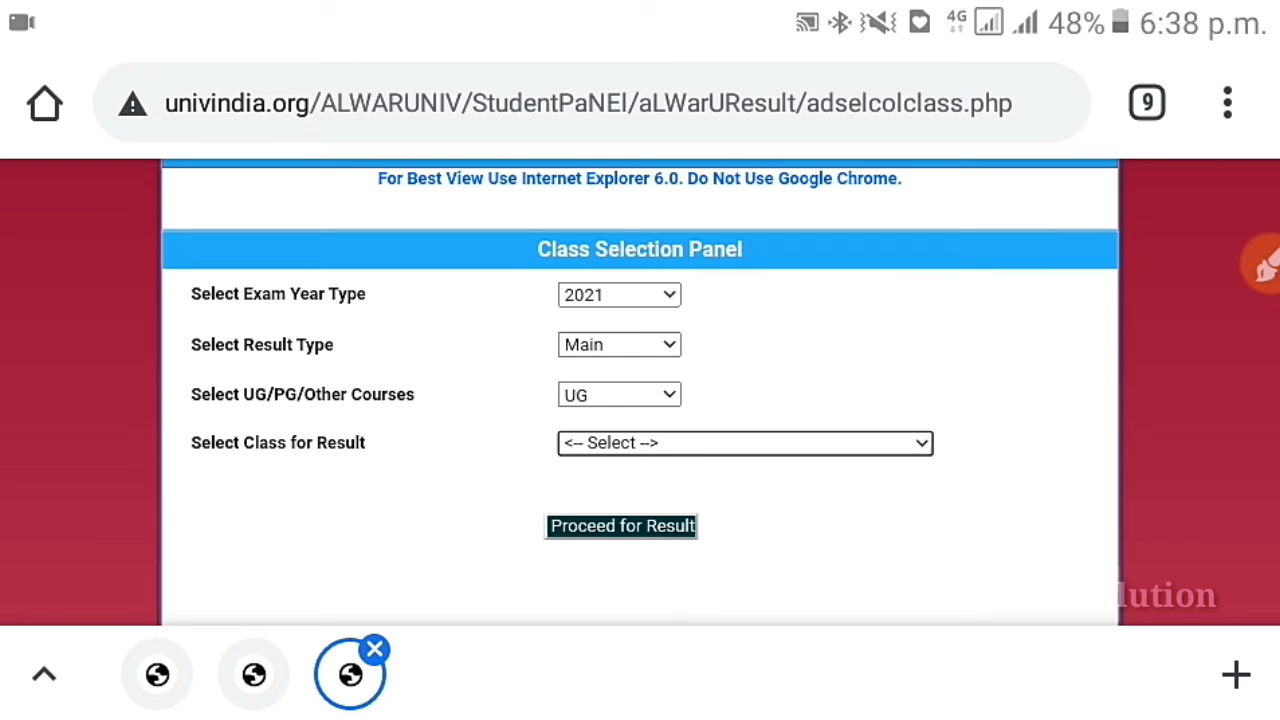 4G 48% 6:38 p.m.
univindia.org/ALWARUNIV/StudentPaNEl/aLWarUResult/adselcolclass.php 9
For Best View Use Internet Explorer 6.0. Do Not Use Google Chrome.
Class Selection Panel
Select Exam Year Type 2021
Select Result Type Main
Select UG/PG/Other Courses UG
Select Class for Result <-- Select -->
Proceed for Result
lution